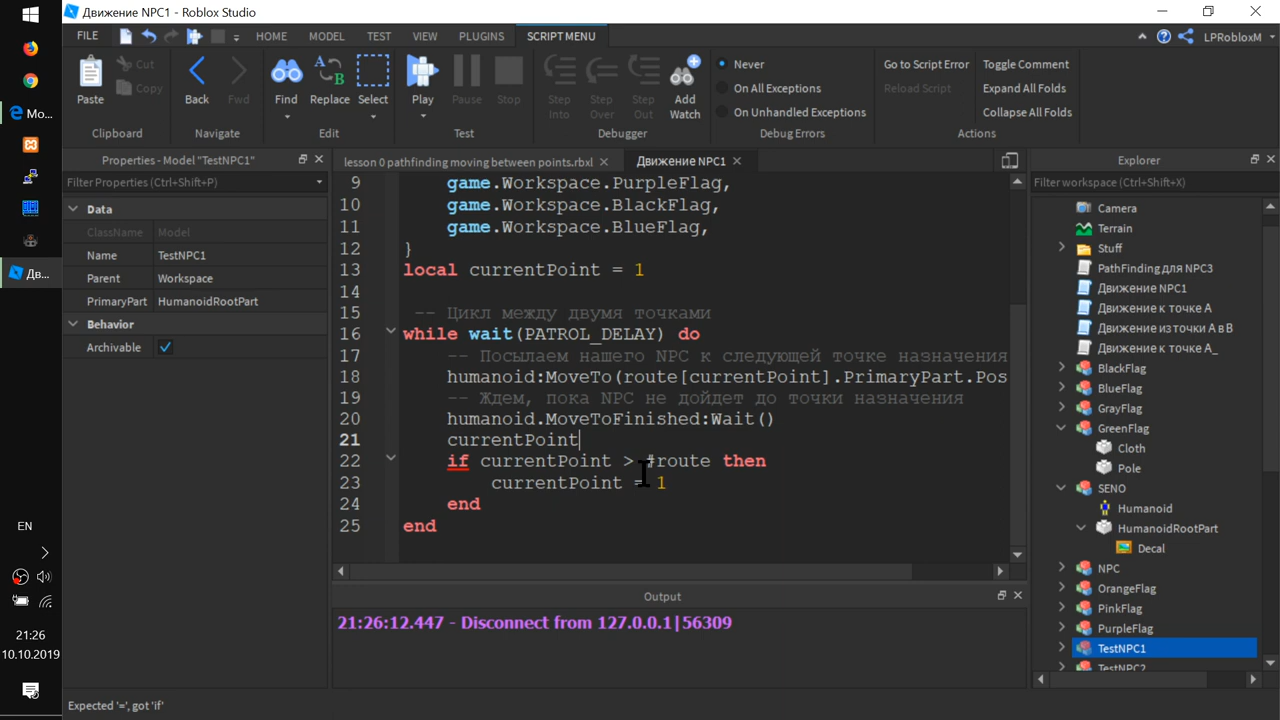 Движение NPC1 - Roblox Studio
FILE HOME MODEL TEST VIEW PLUGINS SCRIPT MENU LPRobloxM
Paste Cut Copy Back Fwd Find Replace Select Play Pause Stop Step Into Step Over Step Out Add Watch
Never Go to Script Error Toggle Comment
On All Exceptions Reload Script Expand All Folds
On Unhandled Exceptions Collapse All Folds
Clipboard Navigate Edit Test Debugger Debug Errors Actions
Properties - Model "TestNPC1"
Filter Properties (Ctrl+Shift+P)
Data
ClassName Model
Name TestNPC1
Parent Workspace
PrimaryPart HumanoidRootPart
Behavior
Archivable
lesson 0 pathfinding moving between points.rbxl Движение NPC1
9 game.Workspace.PurpleFlag,
10 game.Workspace.BlackFlag,
11 game.Workspace.BlueFlag,
12 }
13 local currentPoint = 1
14
15 -- Цикл между двумя точками
16 while wait(PATROL_DELAY) do
17 -- Посылаем нашего NPC к следующей точке назначения
18 humanoid:MoveTo(route[currentPoint].PrimaryPart.Pos
19 -- Ждем, пока NPC не дойдет до точки назначения
20 humanoid.MoveToFinished:Wait()
21 currentPoint
22 if currentPoint > #route then
23 currentPoint = 1
24 end
25 end
Output
21:26:12.447 - Disconnect from 127.0.0.1|56309
Explorer
Filter workspace (Ctrl+Shift+X)
Camera
Terrain
Stuff
PathFinding для NPC3
Движение NPC1
Движение к точке А
Движение из точки А в В
Движение к точке А_
BlackFlag
BlueFlag
GrayFlag
GreenFlag
Cloth
Pole
SENO
Humanoid
HumanoidRootPart
Decal
NPC
OrangeFlag
PinkFlag
PurpleFlag
TestNPC1
TestNPC2
Мо...
Дв...
EN
21:26
10.10.2019
Expected '=', got 'if'